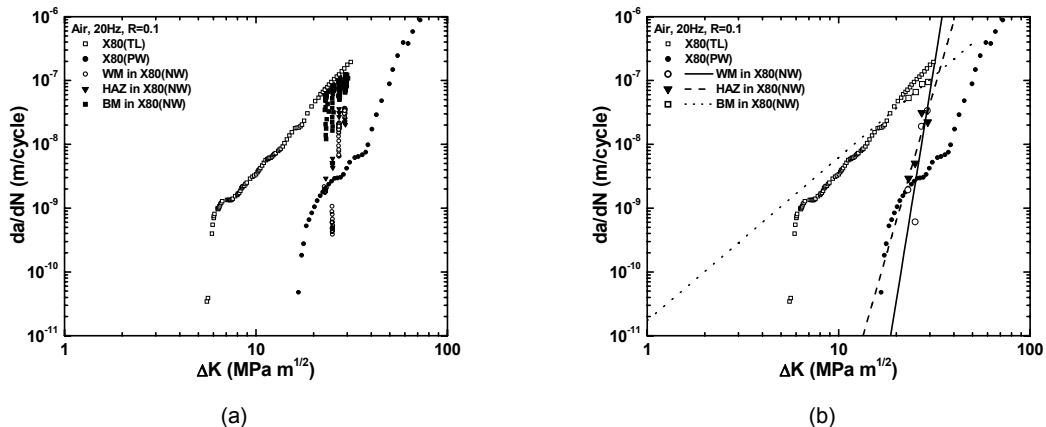 Air, 20Hz, R=0.1
X80(TL)
X80(PW)
WM in X80(NW)
HAZ in X80(NW)
BM in X80(NW)
da/dN (m/cycle)
10⁻⁶
10⁻⁷
10⁻⁸
10⁻⁹
10⁻¹⁰
10⁻¹¹
1 10 100
ΔK (MPa m^1/2)
(a)
Air, 20Hz, R=0.1
X80(TL)
X80(PW)
WM in X80(NW)
HAZ in X80(NW)
BM in X80(NW)
da/dN (m/cycle)
10⁻⁶
10⁻⁷
10⁻⁸
10⁻⁹
10⁻¹⁰
10⁻¹¹
1 10 100
ΔK (MPa m^1/2)
(b)